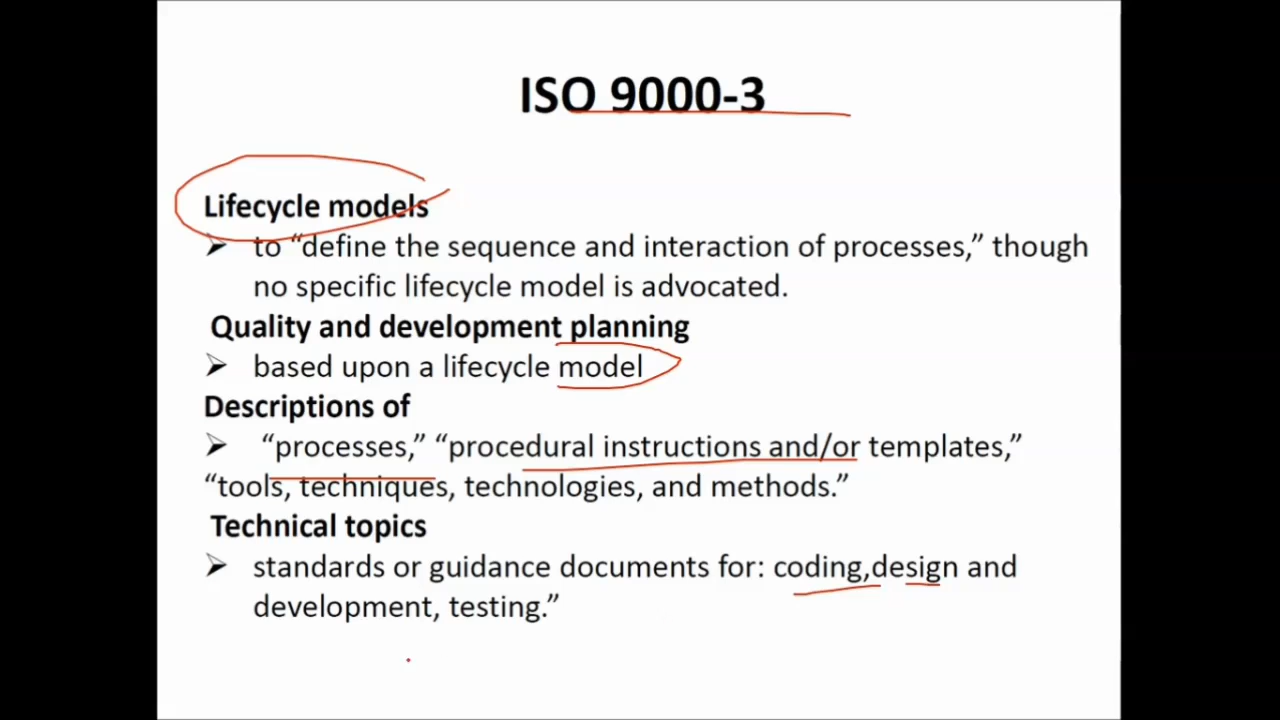 ISO 9000-3
Lifecycle models
➢ to “define the sequence and interaction of processes,” though
no specific lifecycle model is advocated.
Quality and development planning
➢ based upon a lifecycle model
Descriptions of
➢ “processes,” “procedural instructions and/or templates,”
“tools, techniques, technologies, and methods.”
Technical topics
➢ standards or guidance documents for: coding,design and
development, testing.”